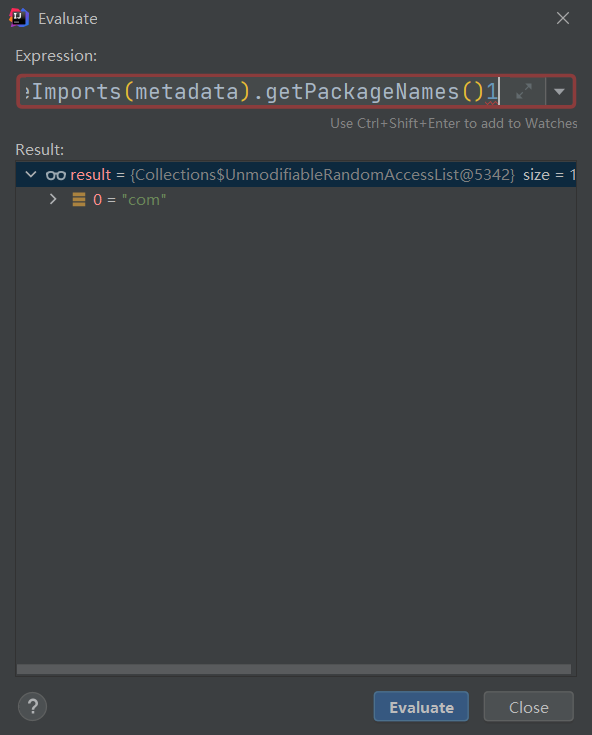 Evaluate
Expression:
eImports(metadata).getPackageNames()1
Use Ctrl+Shift+Enter to add to Watches
Result:
result = {Collections$UnmodifiableRandomAccessList@5342} size = 1
0 = "com"
?
Evaluate
Close